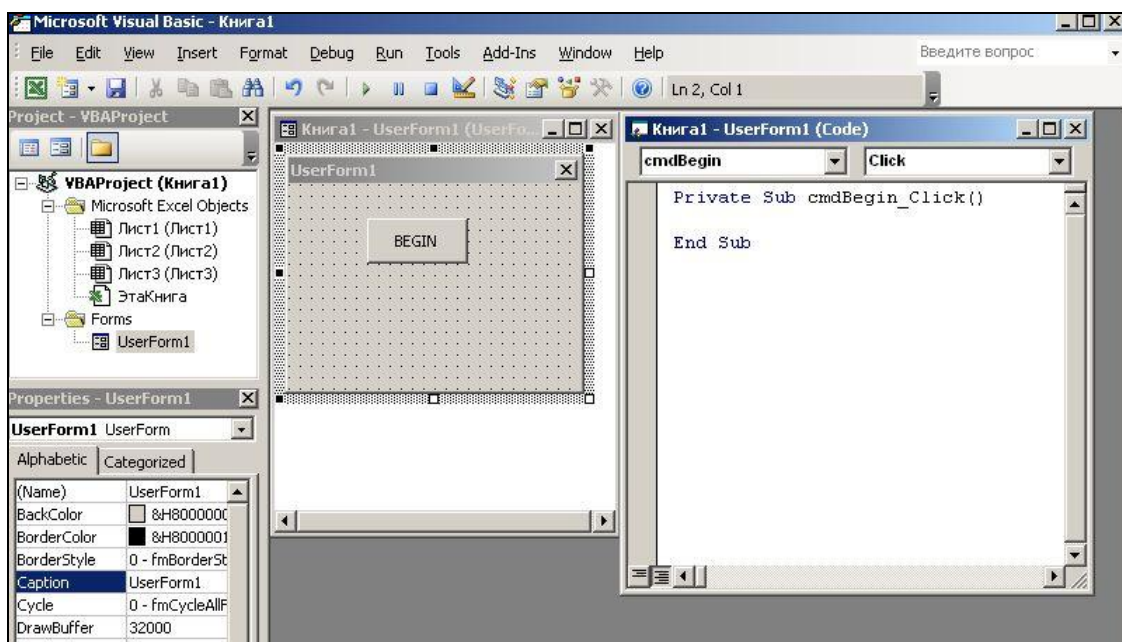 Microsoft Visual Basic - Книга1
File Edit View Insert Format Debug Run Tools Add-Ins Window Help
Введите вопрос
Ln 2, Col 1
Project - VBAProject
VBAProject (Книга1)
Microsoft Excel Objects
Лист1 (Лист1)
Лист2 (Лист2)
Лист3 (Лист3)
ЭтаКнига
Forms
UserForm1
Properties - UserForm1
UserForm1 UserForm
Alphabetic Categorized
(Name) UserForm1
BackColor &H8000000
BorderColor &H8000001
BorderStyle 0 - fmBorderSt
Caption UserForm1
Cycle 0 - fmCycleAllF
DrawBuffer 32000
Книга1 - UserForm1 (UserFo...
UserForm1
BEGIN
Книга1 - UserForm1 (Code)
cmdBegin Click
Private Sub cmdBegin_Click()
End Sub